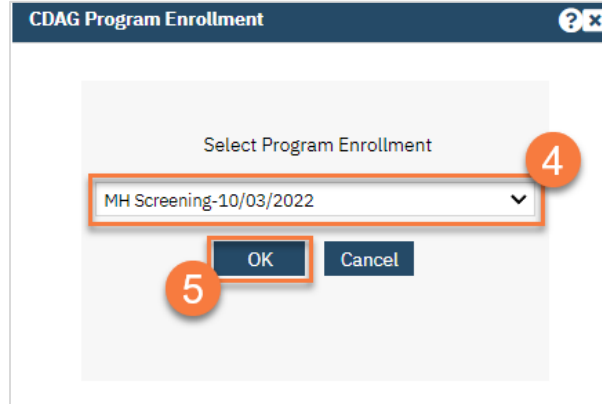 CDAG Program Enrollment ?
Select Program Enrollment
4
MH Screening-10/03/2022
OK Cancel
5